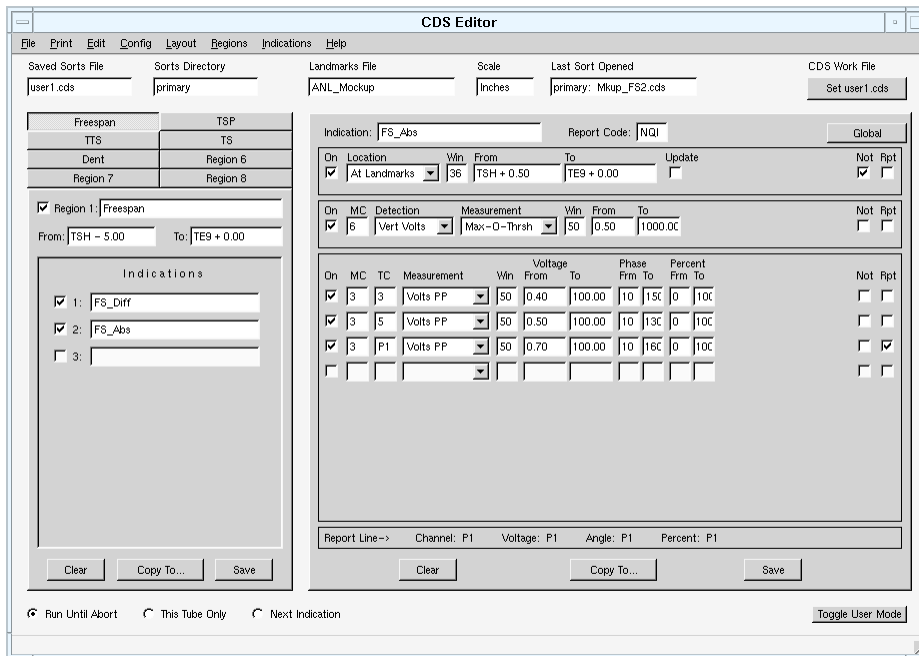 CDS Editor
File Print Edit Config Layout Regions Indications Help
Saved Sorts File Sorts Directory Landmarks File Scale Last Sort Opened CDS Work File
user1.cds primary ANL_Mockup Inches primary: Mkup_FS2.cds Set user1.cds
Freespan TSP
TTS TS
Dent Region 6
Region 7 Region 8
Region 1: Freespan
From: TSH - 5.00 To: TE9 + 0.00
Indications
1: FS_Diff
2: FS_Abs
3:
Clear Copy To... Save
Indication: FS_Abs Report Code: NQI Global
On Location Win From To Update Not Rpt
At Landmarks 36 TSH + 0.50 TE9 + 0.00
On MC Detection Measurement Win From To Not Rpt
6 Vert Volts Max-O-Thrsh 50 0.50 1000.00
Voltage Phase Percent
On MC TC Measurement Win From To Frm To Frm To Not Rpt
3 3 Volts PP 50 0.40 100.00 10 150 0 100
3 5 Volts PP 50 0.50 100.00 10 130 0 100
3 P1 Volts PP 50 0.70 100.00 10 160 0 100
Report Line-> Channel: P1 Voltage: P1 Angle: P1 Percent: P1
Clear Copy To... Save
Run Until Abort This Tube Only Next Indication Toggle User Mode